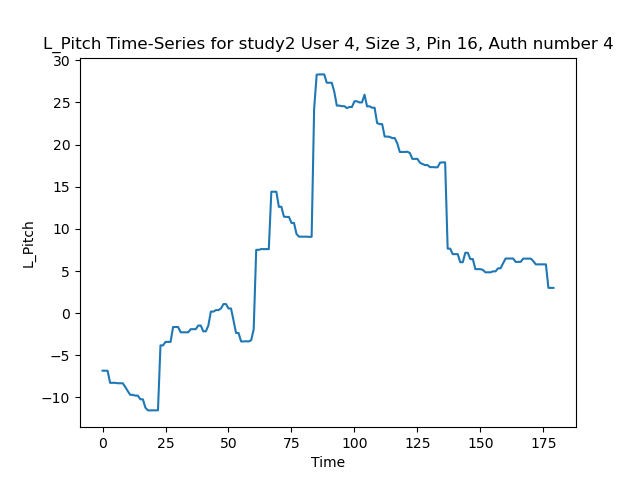 L_Pitch Time-Series for study2 User 4, Size 3, Pin 16, Auth number 4
30
25
20
15
10
5
0
−5
−10
L_Pitch
0 25 50 75 100 125 150 175
Time